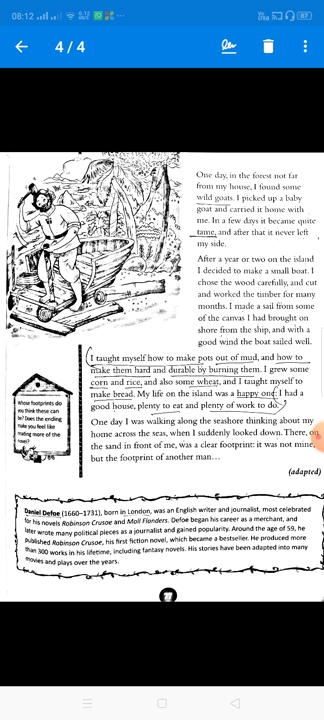 08:12
87
4 / 4
One day, in the forest not far
from my house, I found some
wild goats. I picked up a baby
goat and carried it home with
me. In a few days it became quite
tame, and after that it never left
my side.
After a year or two on the island
I decided to make a small boat. I
chose the wood carefully, and cut
and worked the timber for many
months. I made a sail from some
of the canvas I had brought on
shore from the ship, and with a
good wind the boat sailed well.
I taught myself how to make pots out of mud, and how to
make them hard and durable by burning them. I grew some
corn and rice, and also some wheat, and I taught myself to
make bread. My life on the island was a happy one: I had a
good house, plenty to eat and plenty of work to do.
One day I was walking along the seashore thinking about my
home across the seas, when I suddenly looked down. There, on
the sand in front of me, was a clear footprint: it was not mine,
but the footprint of another man…
(adapted)
Whose footprints do
you think these can
be? Does the ending
make you feel like
reading more of the
novel?
Daniel Defoe (1660–1731), born in London, was an English writer and journalist, most celebrated
for his novels Robinson Crusoe and Moll Flanders. Defoe began his career as a merchant, and
later wrote many political pieces as a journalist and gained popularity. Around the age of 59, he
published Robinson Crusoe, his first fiction novel, which became a bestseller. He produced more
than 300 works in his lifetime, including fantasy novels. His stories have been adapted into many
movies and plays over the years.